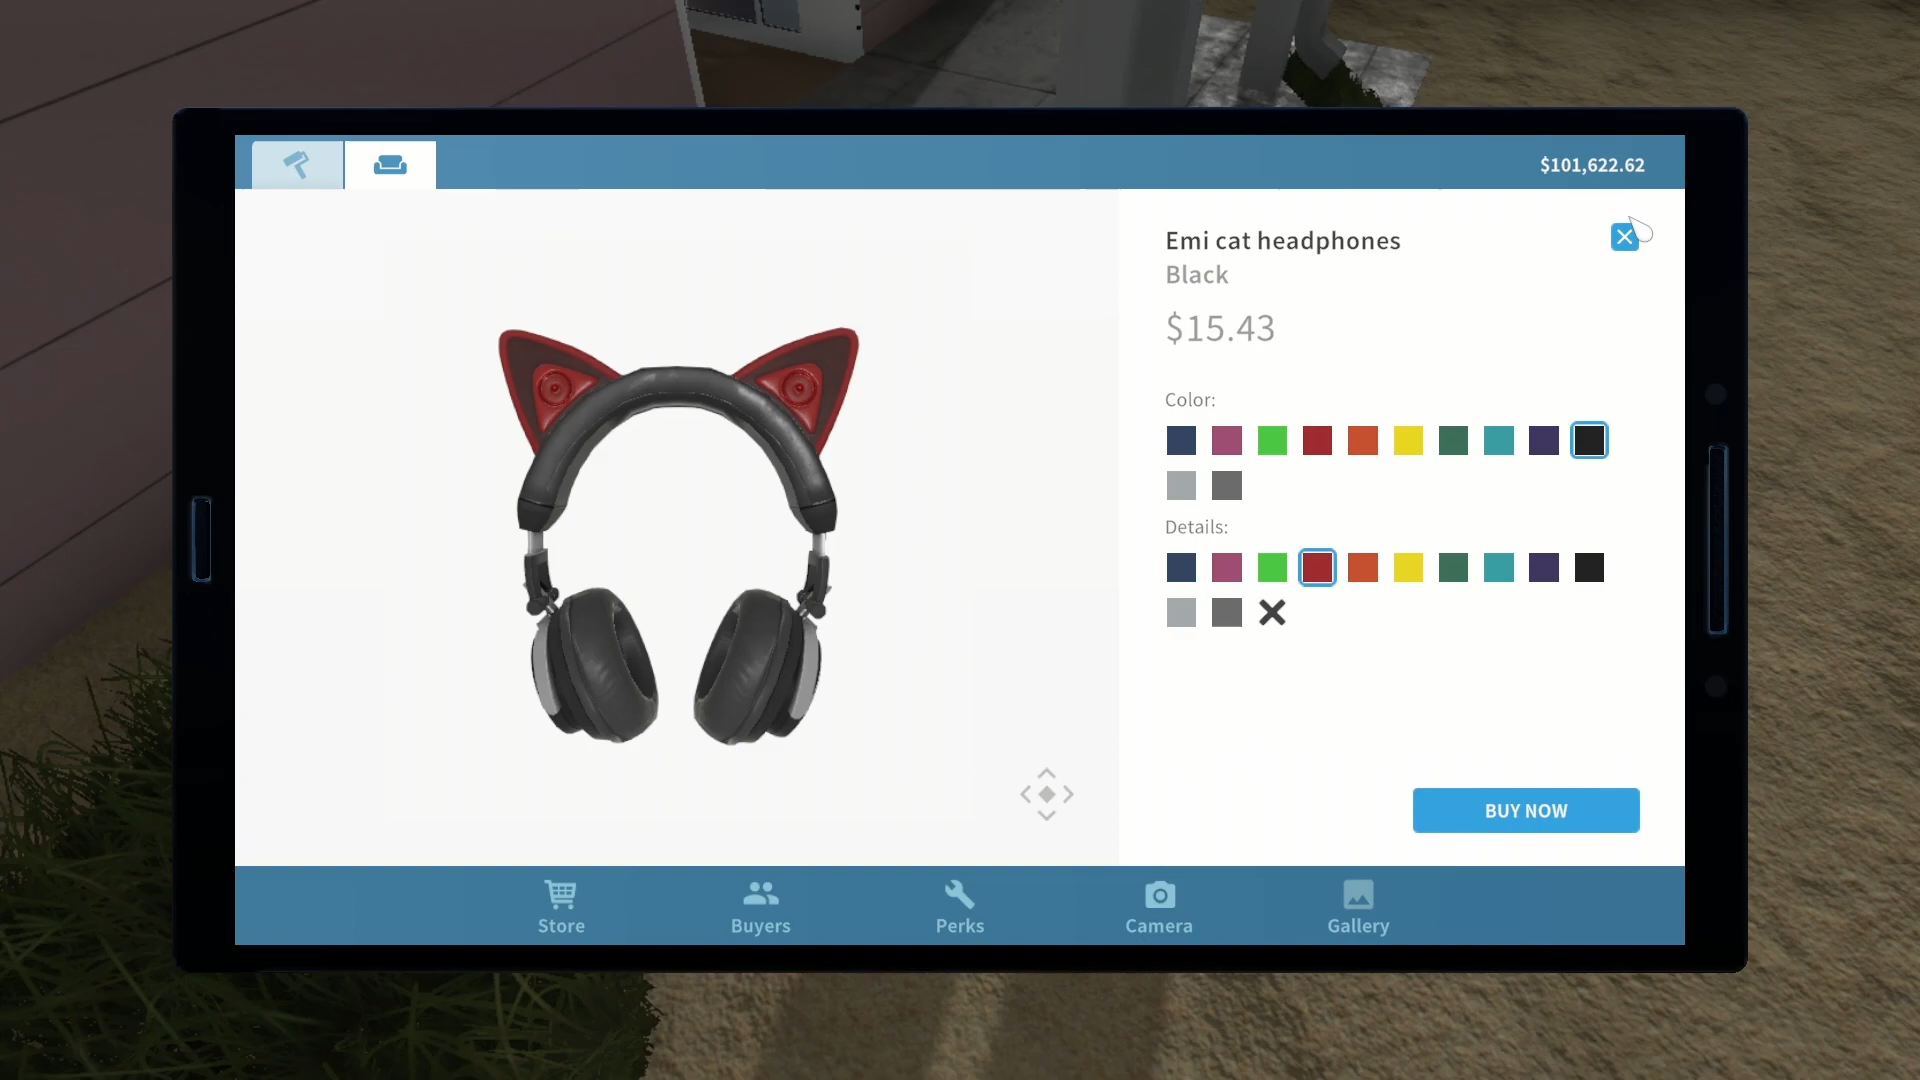 $101,622.62
Emi cat headphones
Black
$15.43
Color:
Details:
BUY NOW
Store
Buyers
Perks
Camera
Gallery